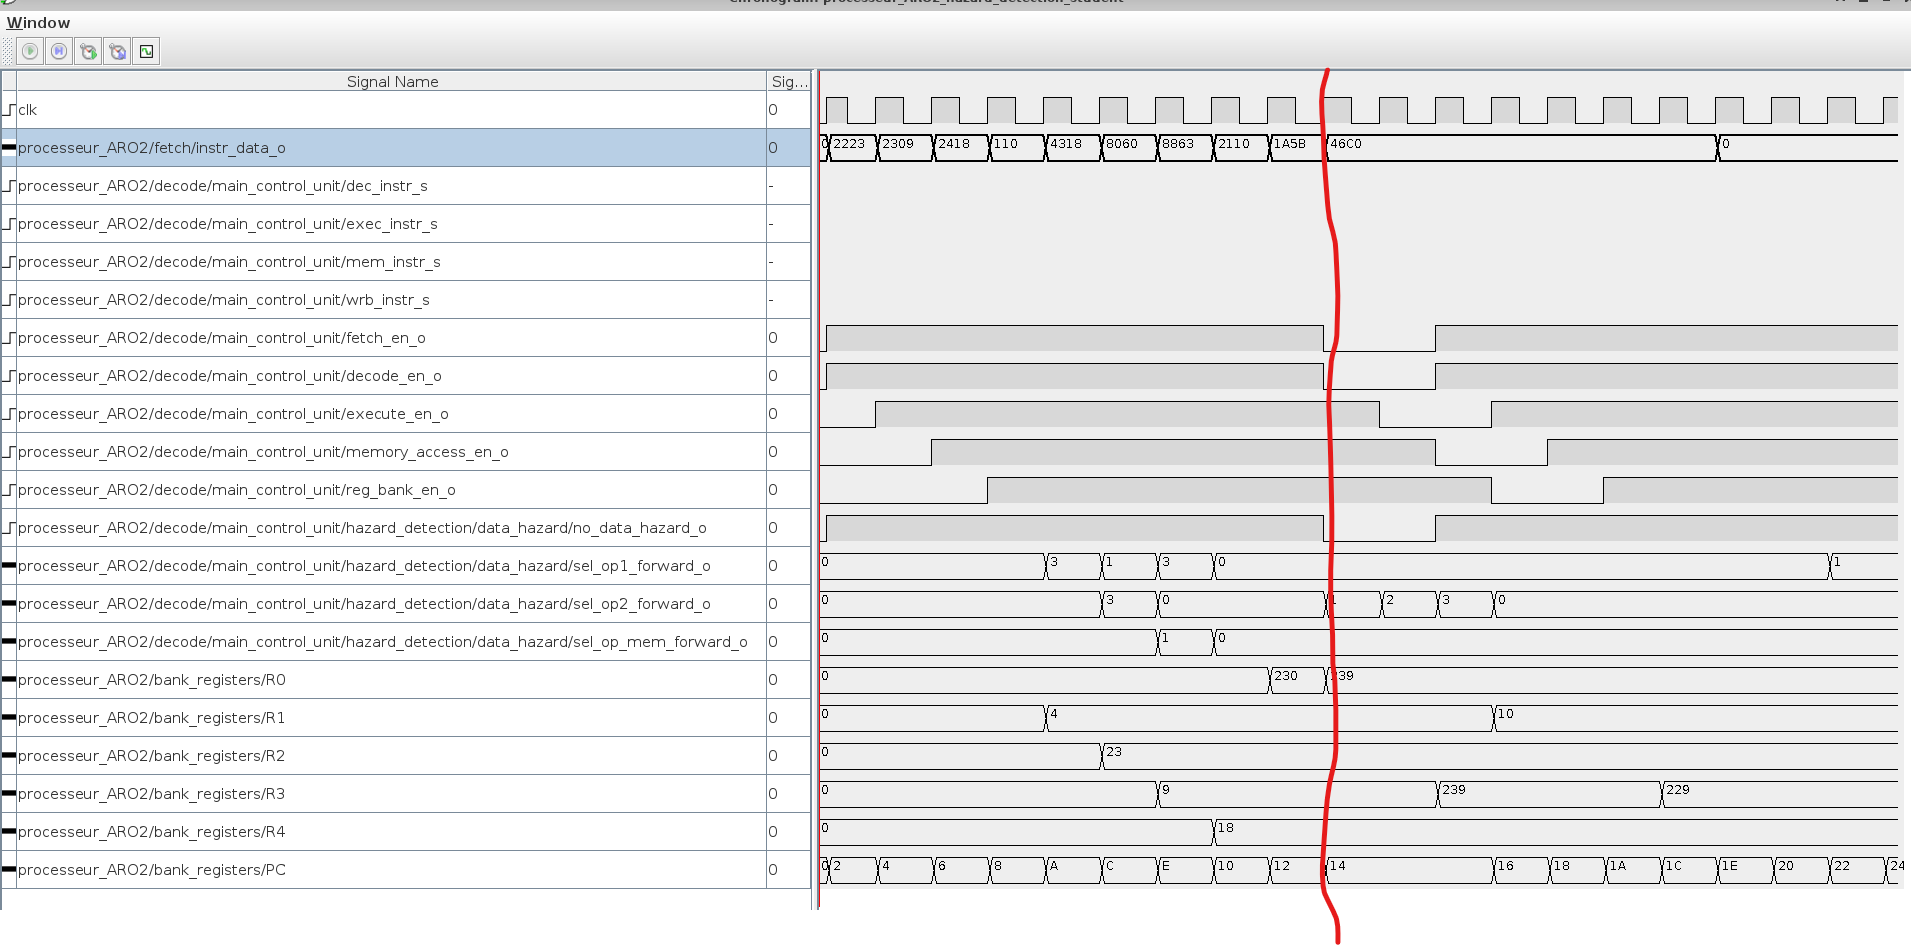 Chronogram processeur_ARO2_hazard_detection_student
Window
Signal Name Sig...
clk 0
processeur_ARO2/fetch/instr_data_o 0 0 2223 2309 2418 110 4318 8060 8863 2110 1A5B 46C0 0
processeur_ARO2/decode/main_control_unit/dec_instr_s -
processeur_ARO2/decode/main_control_unit/exec_instr_s -
processeur_ARO2/decode/main_control_unit/mem_instr_s -
processeur_ARO2/decode/main_control_unit/wrb_instr_s -
processeur_ARO2/decode/main_control_unit/fetch_en_o 0
processeur_ARO2/decode/main_control_unit/decode_en_o 0
processeur_ARO2/decode/main_control_unit/execute_en_o 0
processeur_ARO2/decode/main_control_unit/memory_access_en_o 0
processeur_ARO2/decode/main_control_unit/reg_bank_en_o 0
processeur_ARO2/decode/main_control_unit/hazard_detection/data_hazard/no_data_hazard_o 0
processeur_ARO2/decode/main_control_unit/hazard_detection/data_hazard/sel_op1_forward_o 0 0 3 1 3 0 1
processeur_ARO2/decode/main_control_unit/hazard_detection/data_hazard/sel_op2_forward_o 0 0 3 0 1 2 3 0
processeur_ARO2/decode/main_control_unit/hazard_detection/data_hazard/sel_op_mem_forward_o 0 0 1 0
processeur_ARO2/bank_registers/R0 0 0 230 239
processeur_ARO2/bank_registers/R1 0 0 4 10
processeur_ARO2/bank_registers/R2 0 0 23
processeur_ARO2/bank_registers/R3 0 0 9 239 229
processeur_ARO2/bank_registers/R4 0 0 18
processeur_ARO2/bank_registers/PC 0 0 2 4 6 8 A C E 10 12 14 16 18 1A 1C 1E 20 22 24